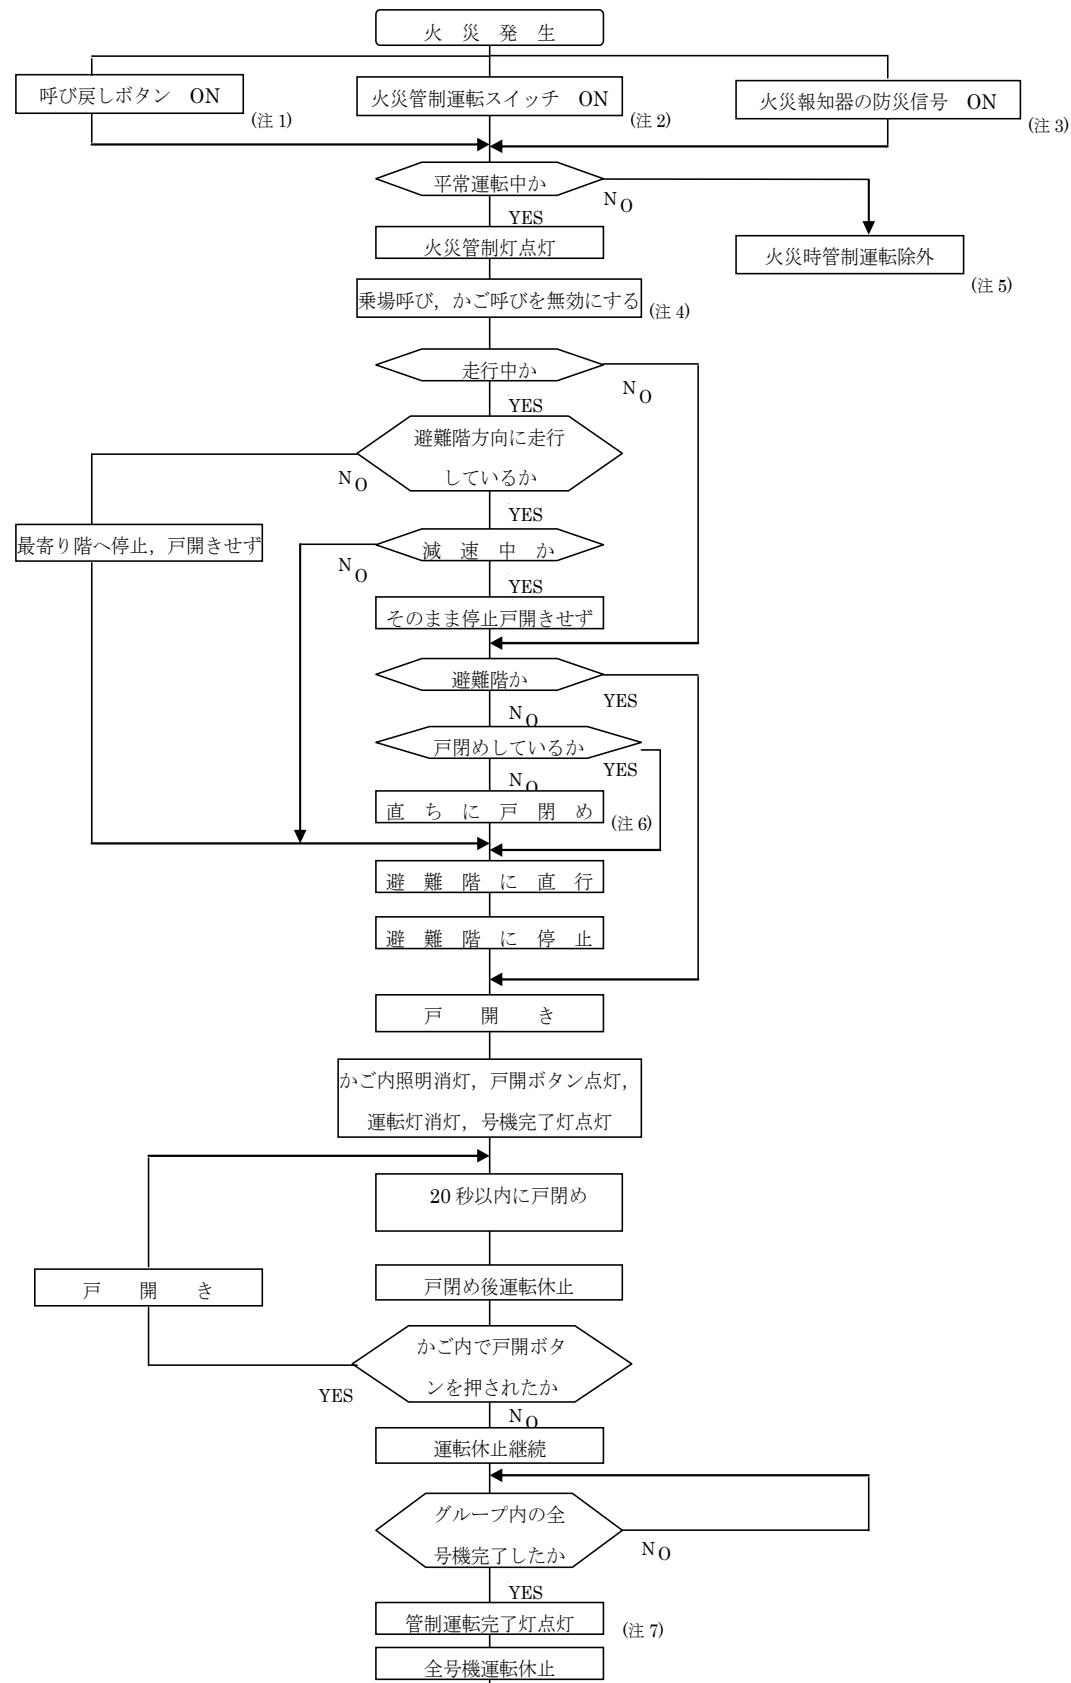 火　災　発　生
呼び戻しボタン　ON
(注 1)
火災管制運転スイッチ　ON
(注 2)
火災報知器の防災信号　ON
(注 3)
平常運転中か
NO
YES
火災管制灯点灯
火災時管制運転除外
(注 5)
乗場呼び，かご呼びを無効にする
(注 4)
走行中か
NO
YES
避難階方向に走行
しているか
NO
YES
最寄り階へ停止，戸開きせず
減　速　中　か
NO
YES
そのまま停止戸開きせず
避難階か
YES
NO
戸閉めしているか
YES
NO
直　ち　に　戸　閉　め
(注 6)
避　難　階　に　直　行
避　難　階　に　停　止
戸　　開　　き
かご内照明消灯，戸開ボタン点灯，
運転灯消灯，号機完了灯点灯
20 秒以内に戸閉め
戸閉め後運転休止
戸　　開　　き
かご内で戸開ボタ
ンを押されたか
YES
NO
運転休止継続
グループ内の全
号機完了したか
NO
YES
管制運転完了灯点灯
(注 7)
全号機運転休止